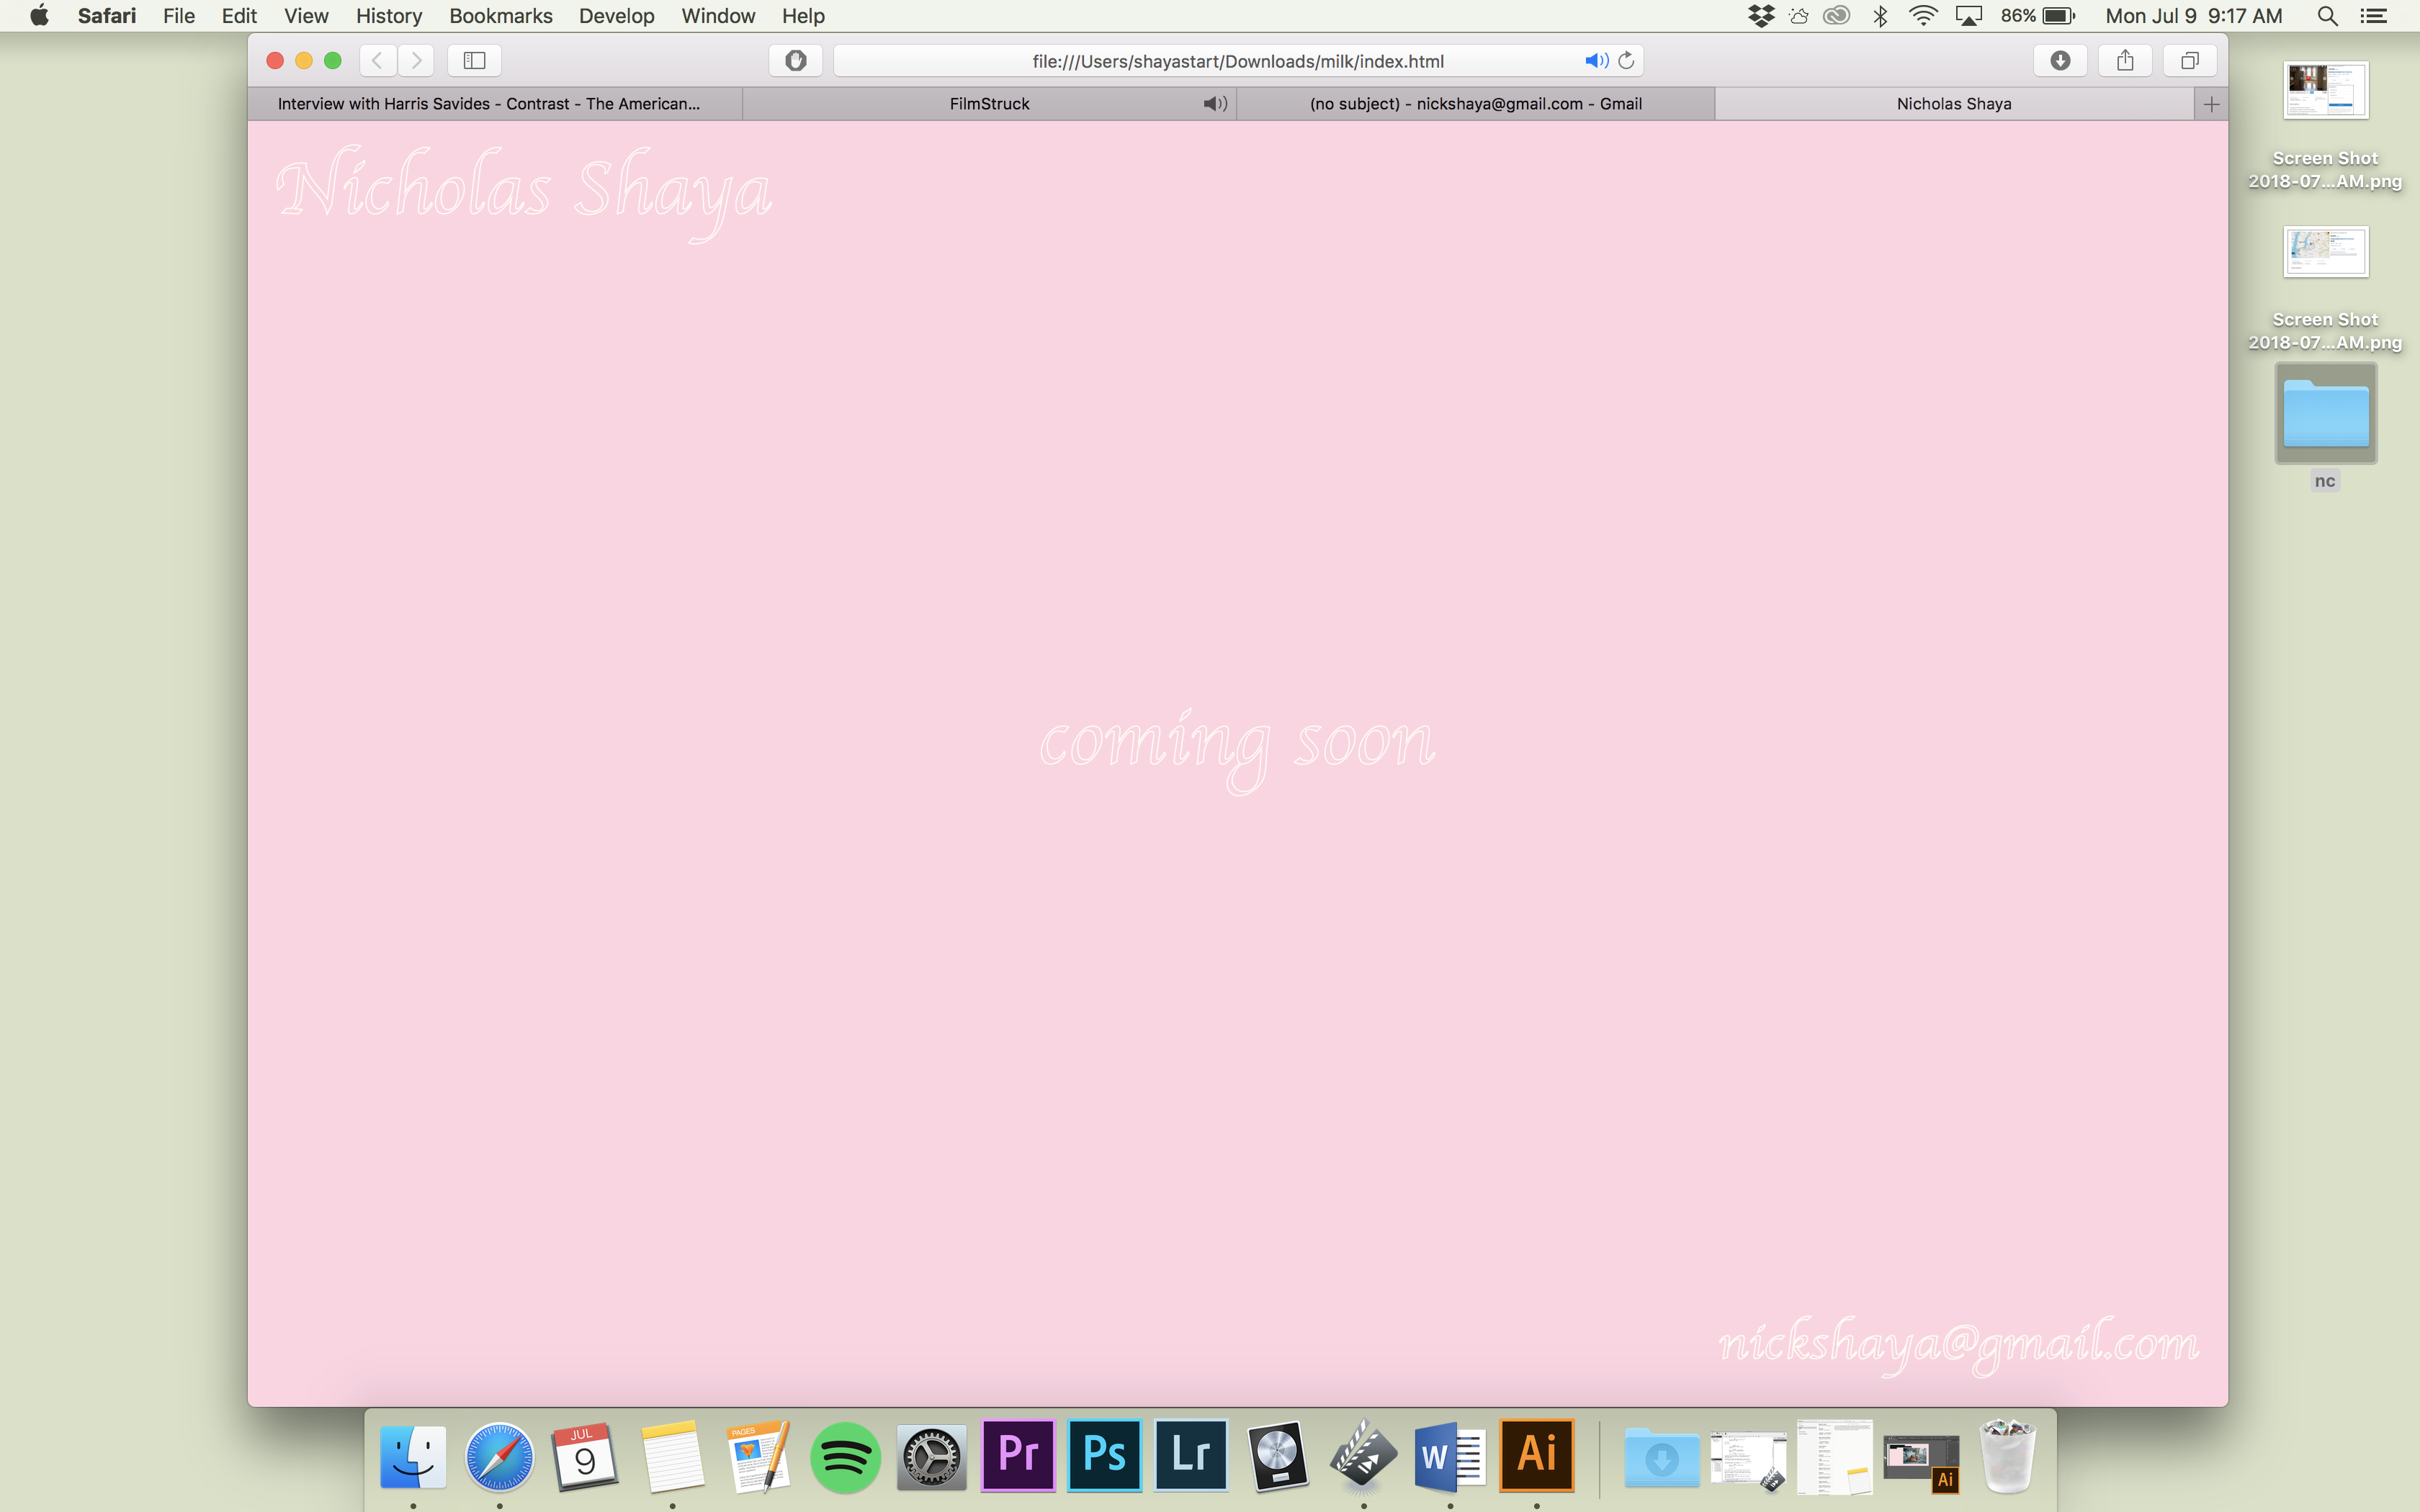 Safari File Edit View History Bookmarks Develop Window Help 86% Mon Jul 9 9:17 AM
file:///Users/shayastart/Downloads/milk/index.html
Interview with Harris Savides - Contrast - The American... FilmStruck (no subject) - nickshaya@gmail.com - Gmail Nicholas Shaya
Nicholas Shaya
Screen Shot
2018-07...AM.png
Screen Shot
2018-07...AM.png
nc
coming soon
nickshaya@gmail.com
JUL
9
PAGES
Pr Ps Lr W Ai Ai